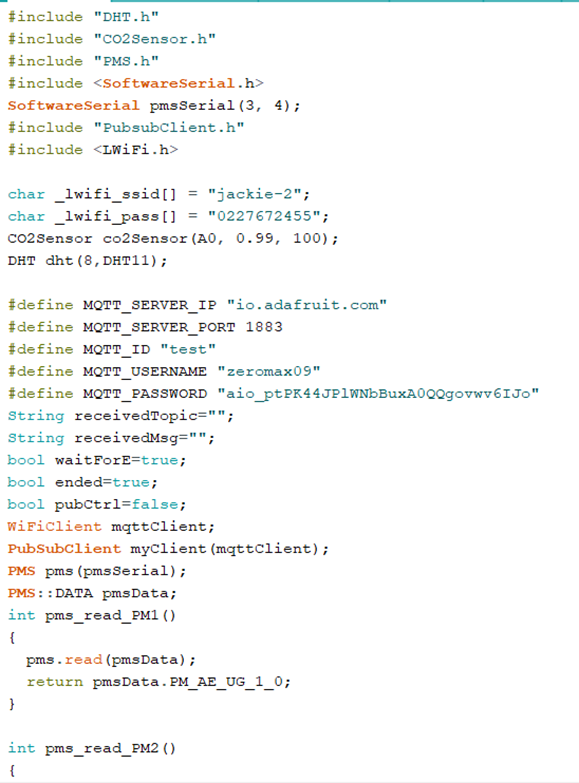 #include "DHT.h"
#include "CO2Sensor.h"
#include "PMS.h"
#include <SoftwareSerial.h>
SoftwareSerial pmsSerial(3, 4);
#include "PubsubClient.h"
#include <LWiFi.h>
char _lwifi_ssid[] = "jackie-2";
char _lwifi_pass[] = "0227672455";
CO2Sensor co2Sensor(A0, 0.99, 100);
DHT dht(8,DHT11);
#define MQTT_SERVER_IP "io.adafruit.com"
#define MQTT_SERVER_PORT 1883
#define MQTT_ID "test"
#define MQTT_USERNAME "zeromax09"
#define MQTT_PASSWORD "aio_ptPK44JPlWNbBuxA0QQgovwv6IJo"
String receivedTopic="";
String receivedMsg="";
bool waitForE=true;
bool ended=true;
bool pubCtrl=false;
WiFiClient mqttClient;
PubSubClient myClient(mqttClient);
PMS pms(pmsSerial);
PMS::DATA pmsData;
int pms_read_PM1()
{
  pms.read(pmsData);
  return pmsData.PM_AE_UG_1_0;
}
int pms_read_PM2()
{